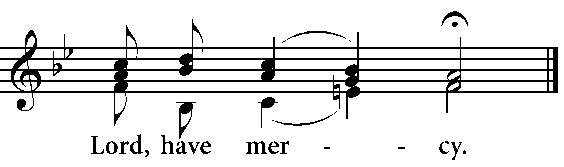 Lord, have mer - - cy.